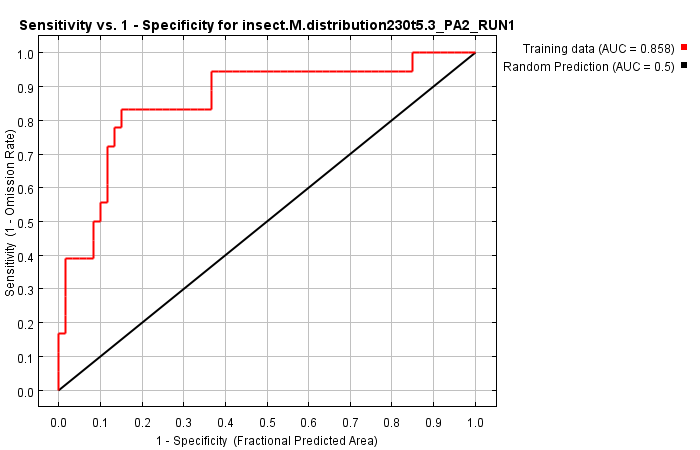 Sensitivity vs. 1 - Specificity for insect.M.distribution230t5.3_PA2_RUN1
Training data (AUC = 0.858)
Random Prediction (AUC = 0.5)
Sensitivity (1 - Omission Rate)
1.0
0.9
0.8
0.7
0.6
0.5
0.4
0.3
0.2
0.1
0.0
0.0 0.1 0.2 0.3 0.4 0.5 0.6 0.7 0.8 0.9 1.0
1 - Specificity (Fractional Predicted Area)